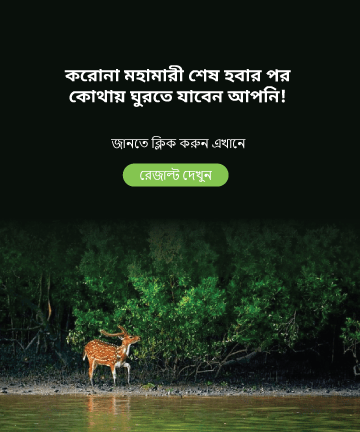 করোনা মহামারী শেষ হবার পর
কোথায় ঘুরতে যাবেন আপনি!
জানতে ক্লিক করুন এখানে
রেজাল্ট দেখুন